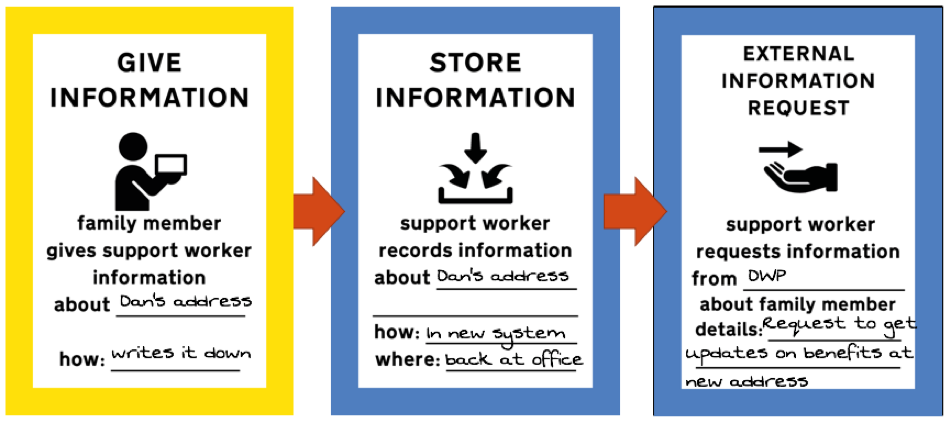 GIVE
INFORMATION
family member
gives support worker
information
about Dan's address
how: writes it down
STORE
INFORMATION
support worker
records information
about Dan's address
how: In new system
where: back at office
EXTERNAL
INFORMATION
REQUEST
support worker
requests information
from DWP
about family member
details: Request to get
updates on benefits at
new address